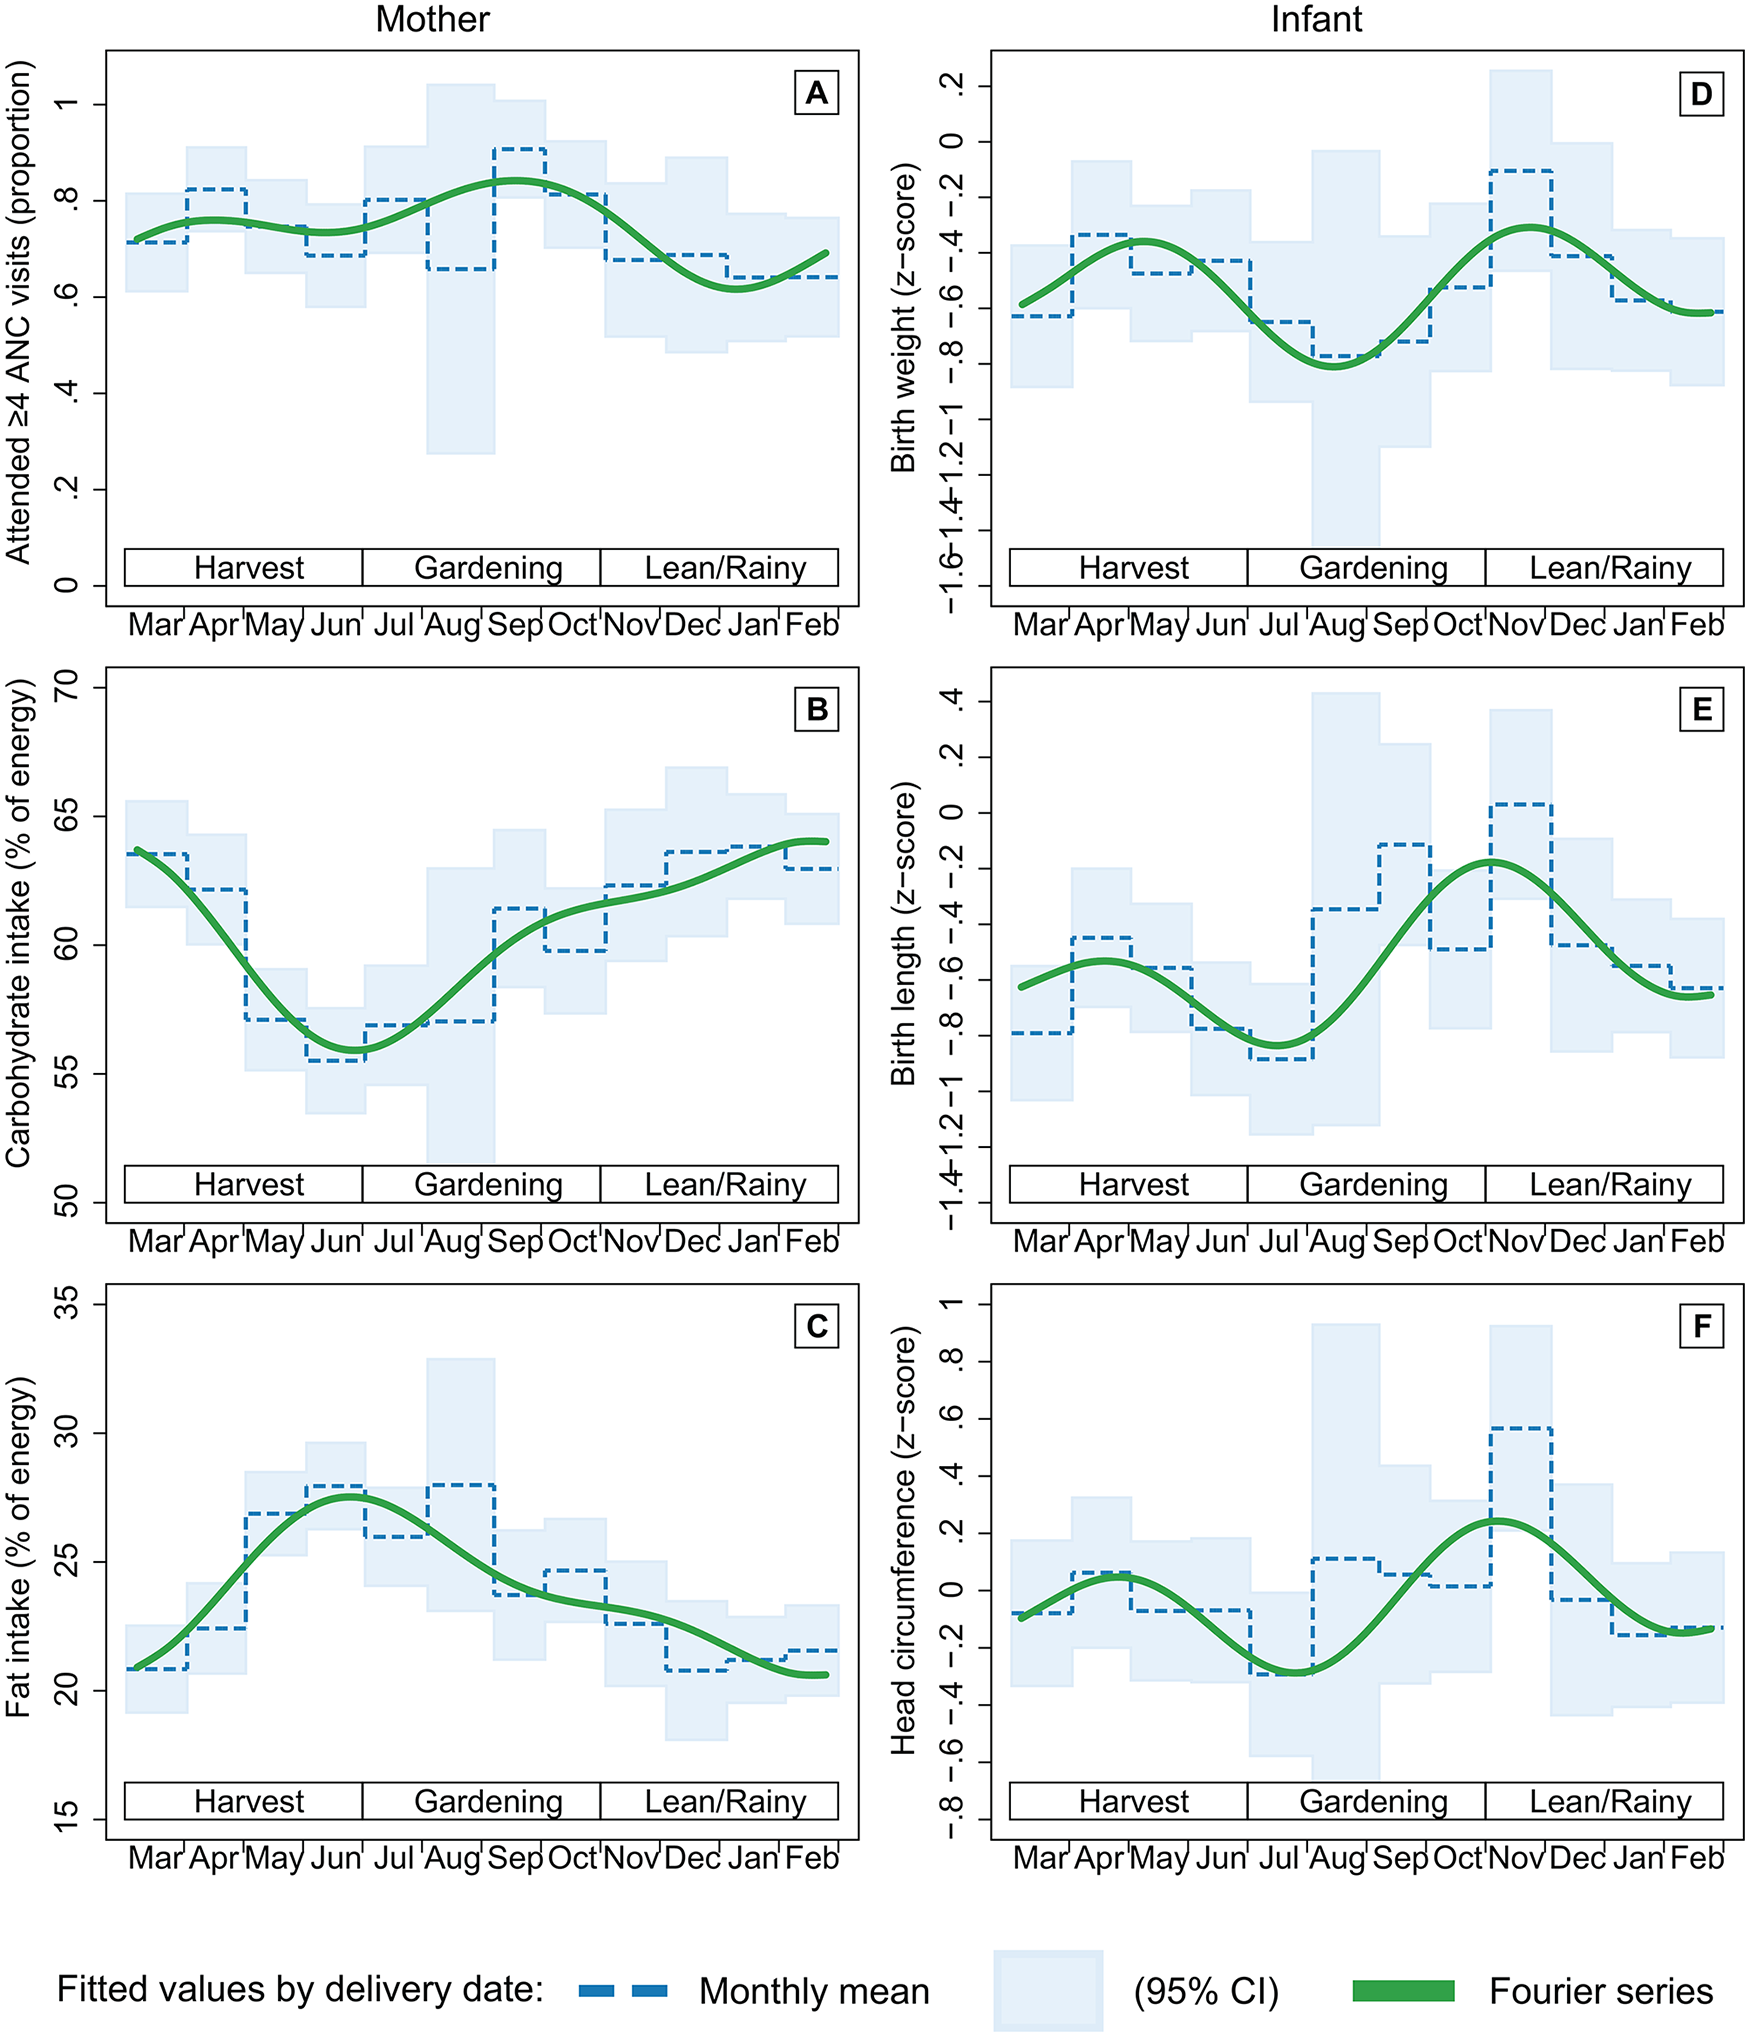 Mother
Infant
Attended ≥4 ANC visits (proportion)
1
.8
.6
.4
.2
0
A
Harvest Gardening Lean/Rainy
Mar Apr May Jun Jul Aug Sep Oct Nov Dec Jan Feb
Birth weight (z−score)
.2
0
−.2
−.4
−.6
−.8
−1
−1.2
−1.4
−1.6
D
Harvest Gardening Lean/Rainy
Mar Apr May Jun Jul Aug Sep Oct Nov Dec Jan Feb
Carbohydrate intake (% of energy)
70
65
60
55
50
B
Harvest Gardening Lean/Rainy
Mar Apr May Jun Jul Aug Sep Oct Nov Dec Jan Feb
Birth length (z−score)
.4
.2
0
−.2
−.4
−.6
−.8
−1
−1.2
−1.4
E
Harvest Gardening Lean/Rainy
Mar Apr May Jun Jul Aug Sep Oct Nov Dec Jan Feb
Fat intake (% of energy)
35
30
25
20
15
C
Harvest Gardening Lean/Rainy
Mar Apr May Jun Jul Aug Sep Oct Nov Dec Jan Feb
Head circumference (z−score)
1
.8
.6
.4
.2
0
−.2
−.4
−.6
−.8
F
Harvest Gardening Lean/Rainy
Mar Apr May Jun Jul Aug Sep Oct Nov Dec Jan Feb
Fitted values by delivery date: Monthly mean (95% CI) Fourier series